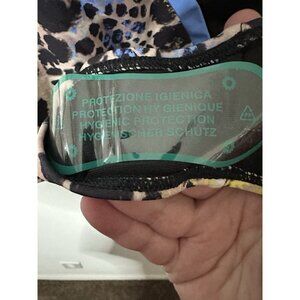 PROTEZIONE IGIENICA
PROTECTION HYGIENIQUE
HYGIENIC PROTECTION
HYGIENISCHER SCHUTZ